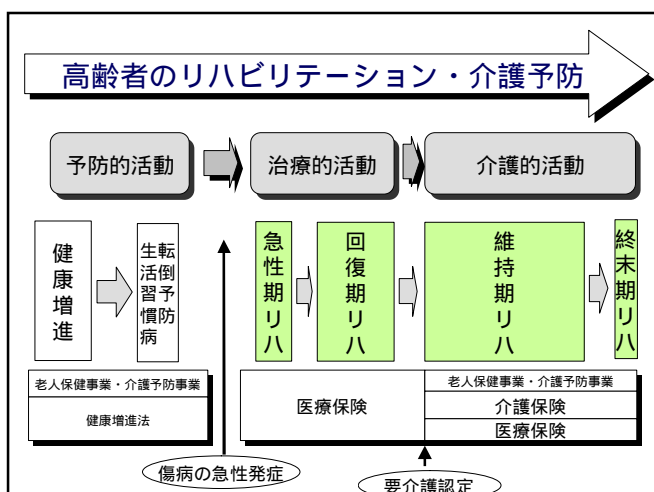 高齢者のリハビリテーション・介護予防
予防的活動
治療的活動
介護的活動
健康増進
転倒予防
生活習慣病
急性期リハ
回復期リハ
維持期リハ
終末期リハ
老人保健事業・介護予防事業
健康増進法
医療保険
老人保健事業・介護予防事業
介護保険
医療保険
傷病の急性発症
要介護認定